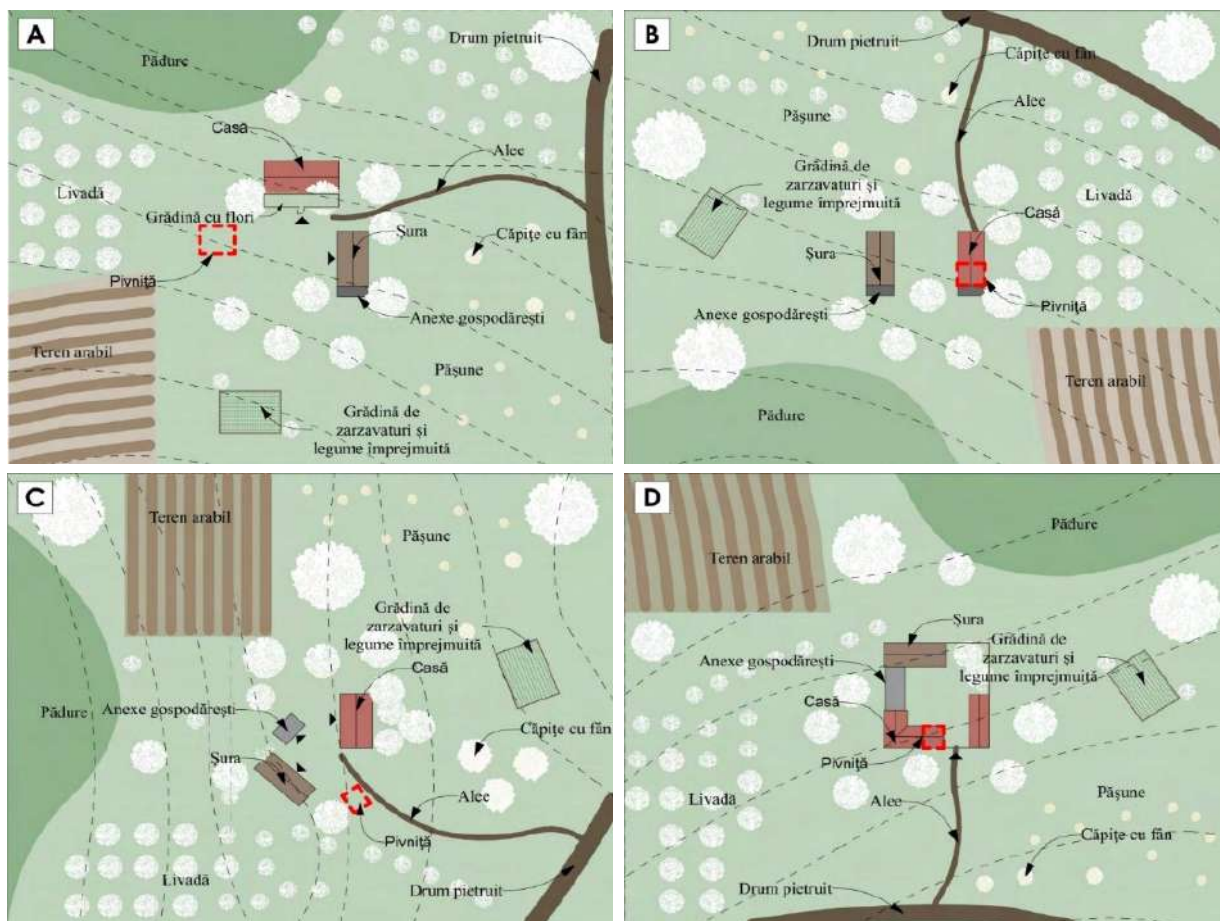 A
Drum pietruit
Pădure
Casă
Alee
Livadă
Grădină cu flori
Șura
Căpițe cu fân
Pivniță
Anexe gospodărești
Teren arabil
Pășune
Grădină de
zarzavaturi și
legume împrejmuită
B
Drum pietruit
Căpițe cu fân
Alee
Pășune
Grădină de
zarzavaturi și
legume împrejmuită
Livadă
Casă
Șura
Pivniță
Anexe gospodărești
Teren arabil
Pădure
C
Teren arabil
Pășune
Grădină de
zarzavaturi și
legume împrejmuită
Casă
Anexe gospodărești
Pădure
Căpițe cu fân
Șura
Alee
Pivniță
Livadă
Drum pietruit
D
Pădure
Teren arabil
Șura
Grădină de
zarzavaturi și
legume împrejmuită
Anexe gospodărești
Casă
Pivniță
Livadă
Alee
Pășune
Căpițe cu fân
Drum pietruit